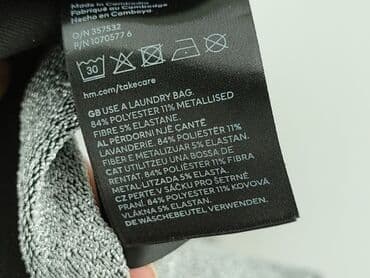 Made in Cambodia
Fabriqué au Cambodge
Hecho en Camboya
O/N 357532
P/N 1070577 6
30
hm.com/takecare
GB USE A LAUNDRY BAG.
84% POLYESTER 11% METALLISED
FIBRE 5% ELASTANE.
AL PËRDORNI NJË ÇANTË
LAVANDERIE. 84% POLIESTËR 11%
FIBËR E METALIZUAR 5% ELASTAN.
CAT UTILITZEU UNA BOSSA DE
RENTAT. 84% POLIÈSTER 11% FIBRA
METAL·LITZADA 5% ELASTÀ.
CZ PERTE V SÁČKU PRO ŠETRNÉ
PRANÍ. 84% POLYESTER 11% KOVOVÁ
VLÁKNA 5% ELASTAN.
DE WÄSCHEBEUTEL VERWENDEN.